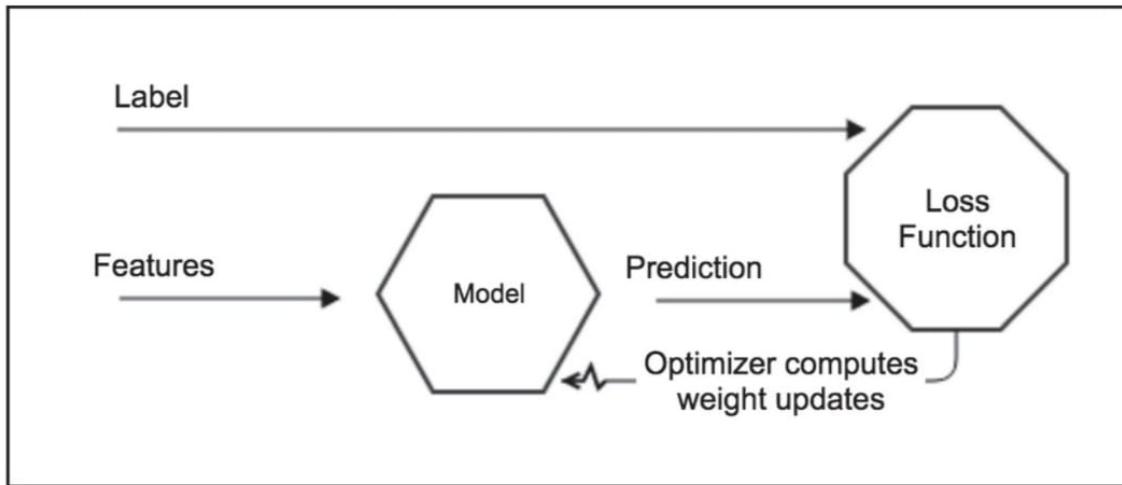 Label
Loss
Function
Features
Model
Prediction
Optimizer computes
weight updates